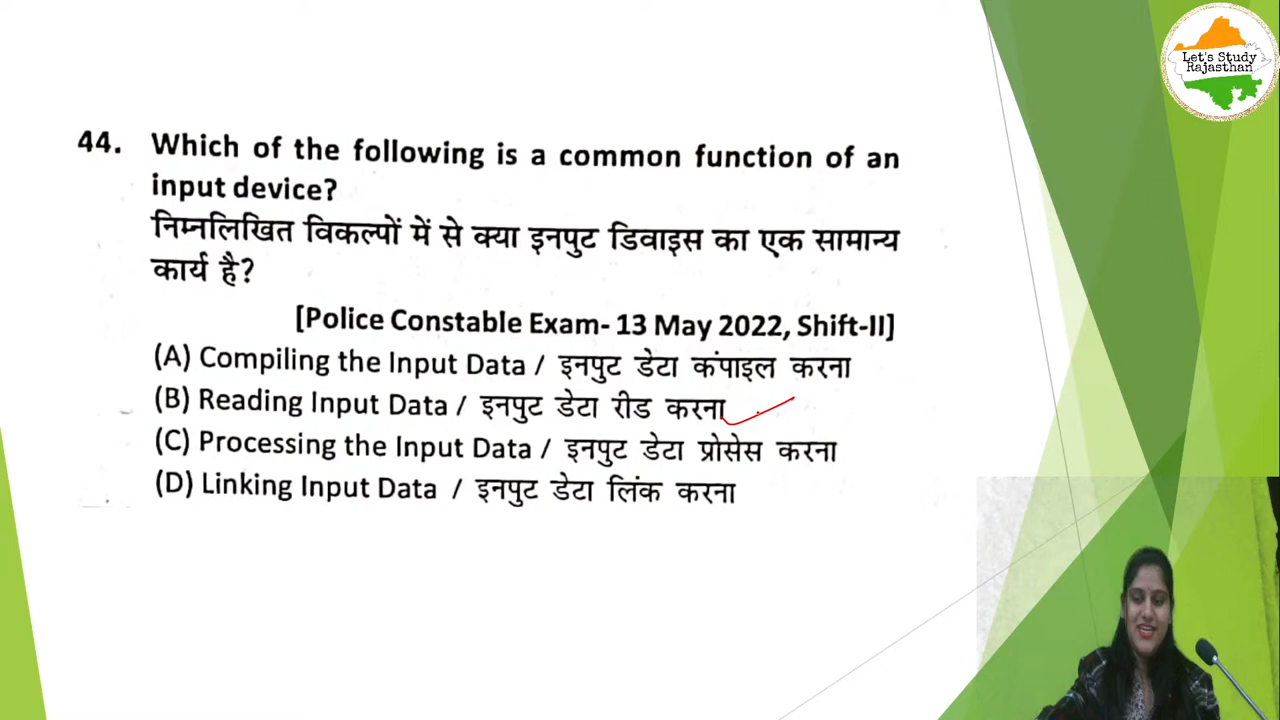 Let's Study
Rajasthan
44. Which of the following is a common function of an
input device?
निम्नलिखित विकल्पों में से क्या इनपुट डिवाइस का एक सामान्य
कार्य है?
[Police Constable Exam- 13 May 2022, Shift-II]
(A) Compiling the Input Data / इनपुट डेटा कंपाइल करना
(B) Reading Input Data / इनपुट डेटा रीड करना
(C) Processing the Input Data / इनपुट डेटा प्रोसेस करना
(D) Linking Input Data / इनपुट डेटा लिंक करना